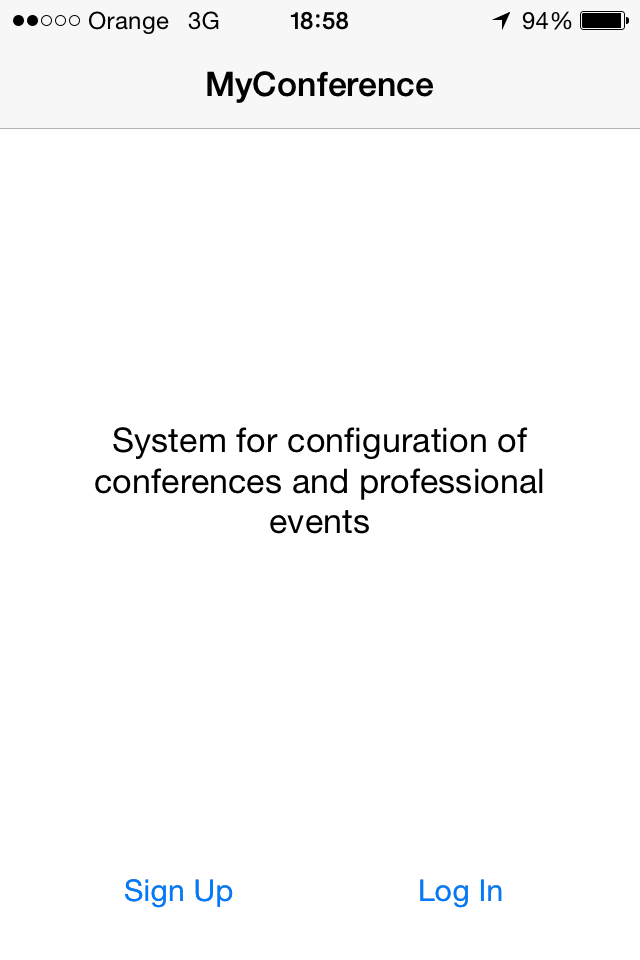 Orange 3G 18:58 94%
MyConference
System for configuration of
conferences and professional
events
Sign Up Log In